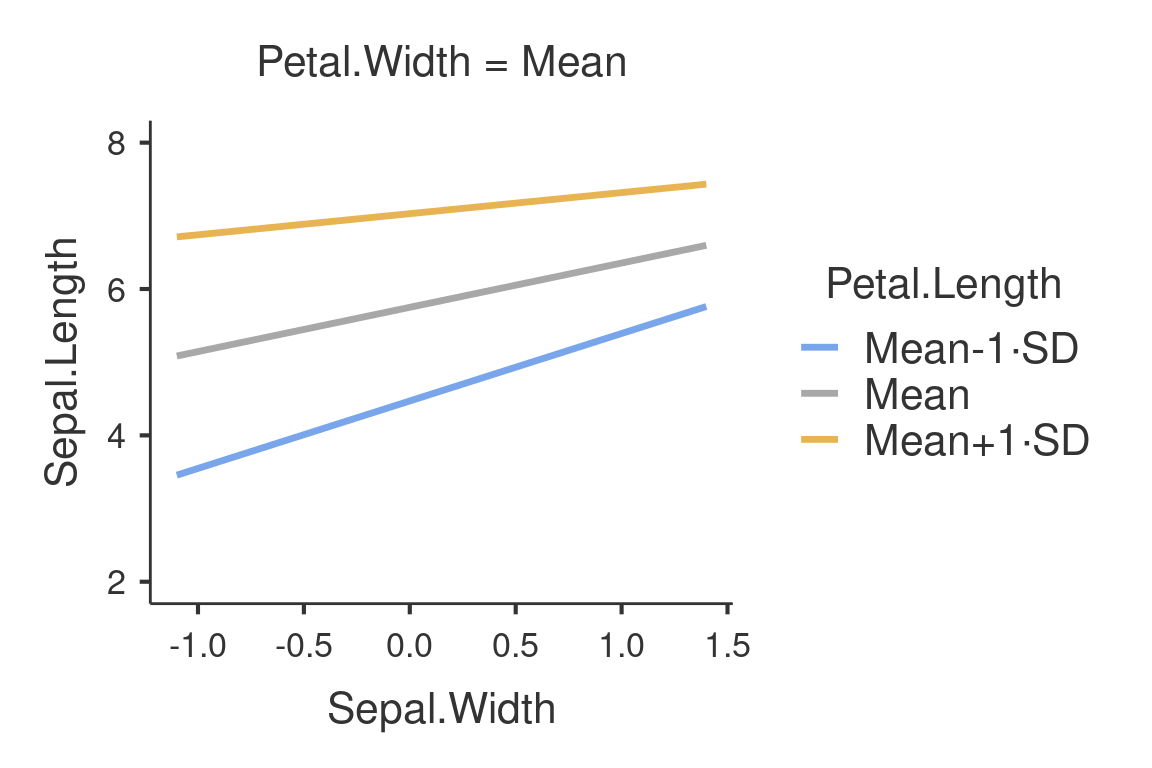 Petal.Width = Mean
8
6
4
2
Sepal.Length
-1.0 -0.5 0.0 0.5 1.0 1.5
Sepal.Width
Petal.Length
Mean-1·SD
Mean
Mean+1·SD